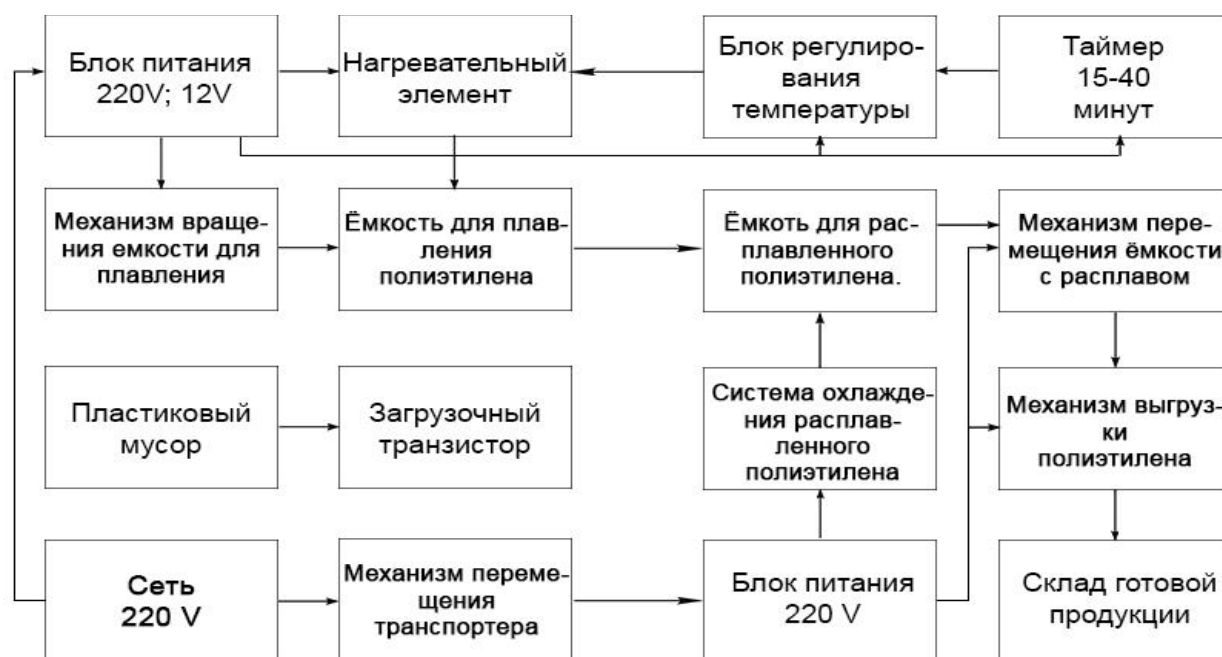 Блок питания
220V; 12V
Нагревательный
элемент
Блок регулиро-
вания
температуры
Таймер
15-40
минут
Механизм враще-
ния емкости для
плавления
Ёмкость для плав-
ления
полиэтилена
Ёмкоть для рас-
плавленного
полиэтилена.
Механизм пере-
мещения ёмкости
с расплавом
Пластиковый
мусор
Загрузочный
транзистор
Система охлажде-
ния расплав-
ленного
полиэтилена
Механизм выгруз-
ки
полиэтилена
Сеть
220 V
Механизм переме-
щения
транспортера
Блок питания
220 V
Склад готовой
продукции